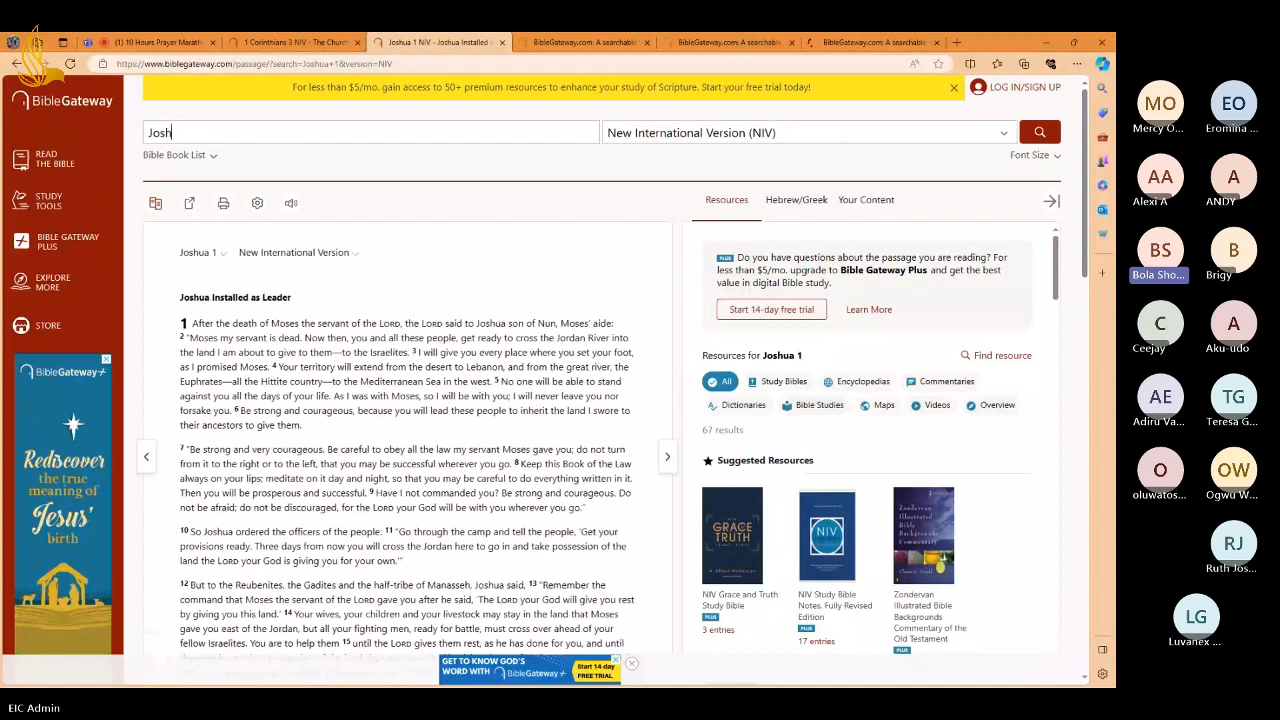 (1) 10 Hours Prayer Marath
1 Corinthians 3 NIV - The Church
Joshua 1 NIV - Joshua Installed a
BibleGateway.com: A searchable
BibleGateway.com: A searchable
BibleGateway.com: A searchable
https://www.biblegateway.com/passage/?search=Joshua+1&version=NIV
For less than $5/mo. gain access to 50+ premium resources to enhance your study of Scripture. Start your free trial today!
LOG IN/SIGN UP
BibleGateway
Josh
New International Version (NIV)
Bible Book List
Font Size
READ
THE BIBLE
STUDY
TOOLS
BIBLE GATEWAY
PLUS
EXPLORE
MORE
STORE
Resources
Hebrew/Greek
Your Content
Joshua 1
New International Version
Joshua Installed as Leader
1 After the death of Moses the servant of the LORD, the LORD said to Joshua son of Nun, Moses' aide:
2 "Moses my servant is dead. Now then, you and all these people, get ready to cross the Jordan River into
the land I am about to give to them—to the Israelites. 3 I will give you every place where you set your foot,
as I promised Moses. 4 Your territory will extend from the desert to Lebanon, and from the great river, the
Euphrates—all the Hittite country—to the Mediterranean Sea in the west. 5 No one will be able to stand
against you all the days of your life. As I was with Moses, so I will be with you; I will never leave you nor
forsake you. 6 Be strong and courageous, because you will lead these people to inherit the land I swore to
their ancestors to give them.
7 "Be strong and very courageous. Be careful to obey all the law my servant Moses gave you; do not turn
from it to the right or to the left, that you may be successful wherever you go. 8 Keep this Book of the Law
always on your lips; meditate on it day and night, so that you may be careful to do everything written in it.
Then you will be prosperous and successful. 9 Have I not commanded you? Be strong and courageous. Do
not be afraid; do not be discouraged, for the LORD your God will be with you wherever you go."
10 So Joshua ordered the officers of the people: 11 "Go through the camp and tell the people, 'Get your
provisions ready. Three days from now you will cross the Jordan here to go in and take possession of the
land the LORD your God is giving you for your own.'"
12 But to the Reubenites, the Gadites and the half-tribe of Manasseh, Joshua said, 13 "Remember the
command that Moses the servant of the LORD gave you after he said, 'The LORD your God will give you rest
by giving you this land.' 14 Your wives, your children and your livestock may stay in the land that Moses
gave you east of the Jordan, but all your fighting men, ready for battle, must cross over ahead of your
fellow Israelites. You are to help them 15 until the LORD gives them rest, as he has done for you, and until
PLUS Do you have questions about the passage you are reading? For
less than $5/mo. upgrade to Bible Gateway Plus and get the best
value in digital Bible study.
Start 14-day free trial
Learn More
Resources for Joshua 1
Find resource
All
Study Bibles
Encyclopedias
Commentaries
Dictionaries
Bible Studies
Maps
Videos
Overview
67 results
Suggested Resources
GRACE
TRUTH
NIV
NIV Grace and Truth
Study Bible
PLUS
3 entries
NIV Study Bible
Notes, Fully Revised
Edition
PLUS
17 entries
Zondervan
Illustrated Bible
Backgrounds
Commentary of the
Old Testament
PLUS
BIBLEGATEWAY+
Rediscover
the true
meaning of
Jesus'
birth
GET TO KNOW GOD'S
WORD WITH BIBLEGATEWAY+
Start 14-day
FREE TRIAL
MO
Mercy O...
EO
Eromina ...
AA
Alexi A
A
ANDY
BS
Bola Sho...
B
Brigy
C
Ceejay
A
Aku-udo
AE
Adiru Va...
TG
Teresa G...
O
oluwatos...
OW
Ogwu W...
RJ
Ruth Jos...
LG
Luvanex ...
EIC Admin